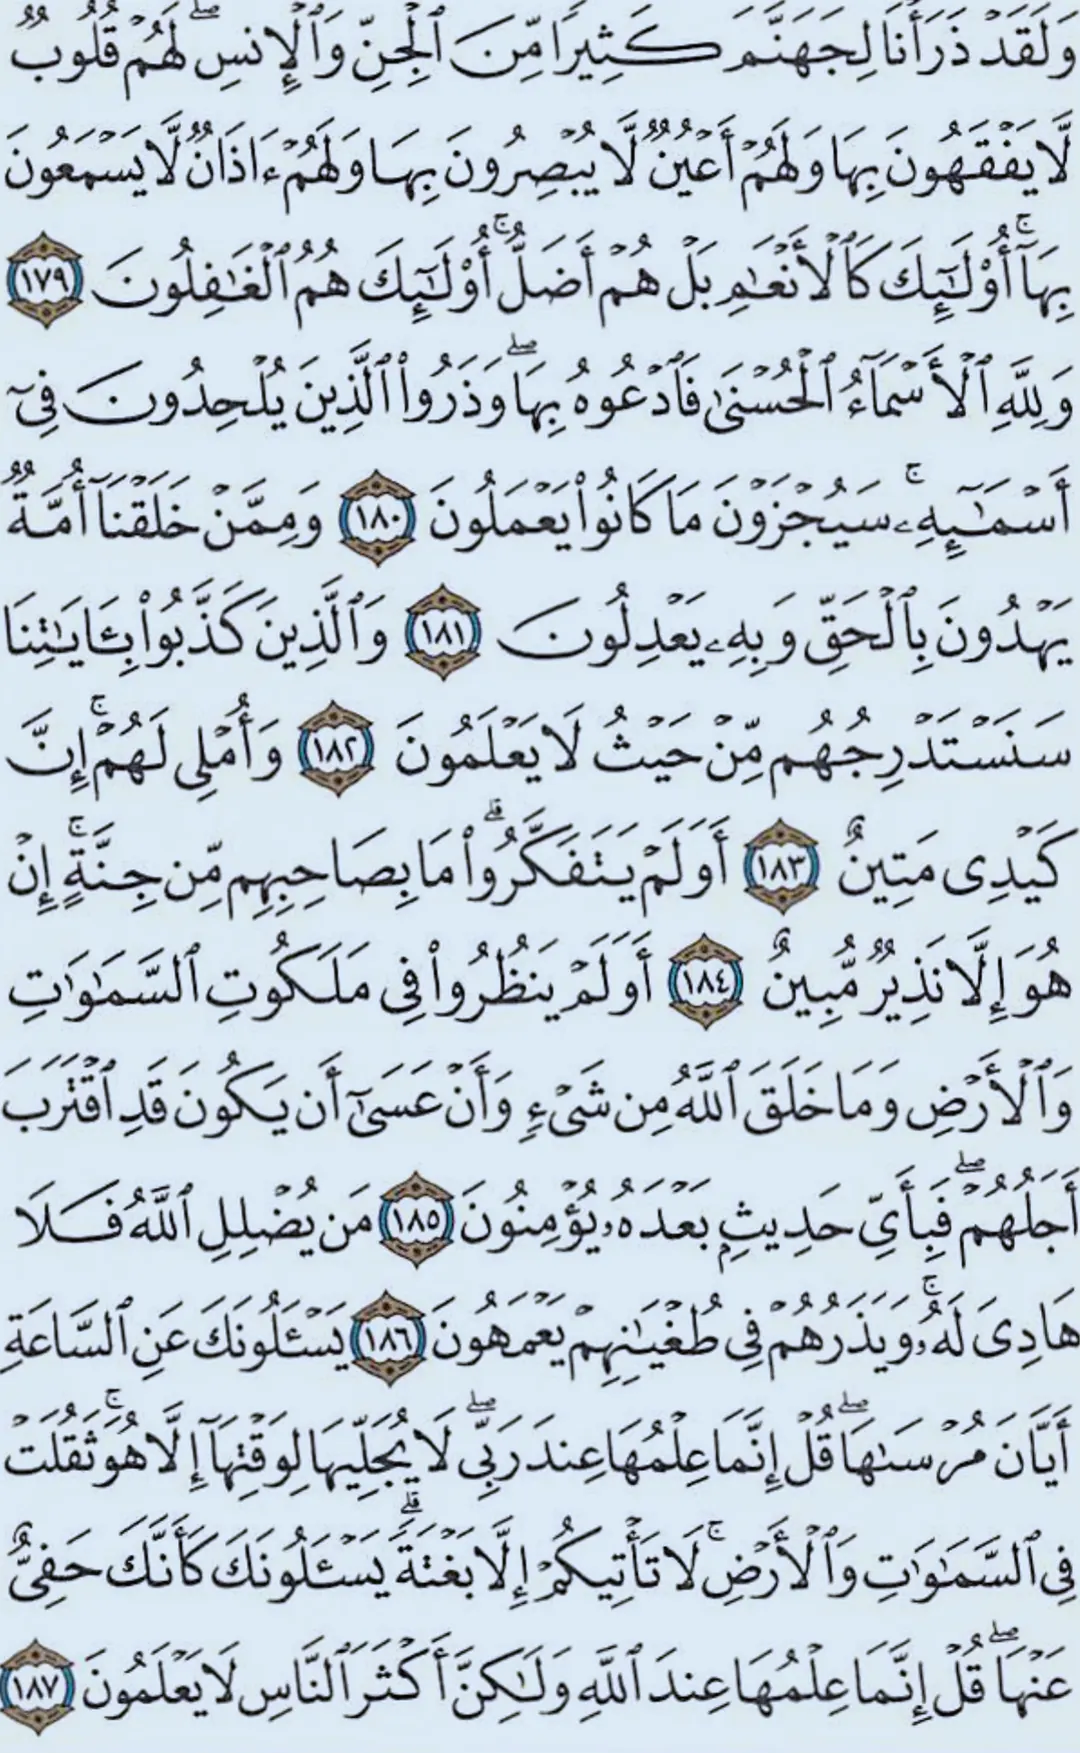 وَلَقَدْ ذَرَأْنَا لِجَهَنَّمَ كَثِيرًا مِّنَ ٱلْجِنِّ وَٱلْإِنسِ ۖ لَهُمْ قُلُوبٌ
لَّا يَفْقَهُونَ بِهَا وَلَهُمْ أَعْيُنٌ لَّا يُبْصِرُونَ بِهَا وَلَهُمْ ءَاذَانٌ لَّا يَسْمَعُونَ
بِهَآ ۚ أُو۟لَٰٓئِكَ كَٱلْأَنْعَٰمِ بَلْ هُمْ أَضَلُّ ۚ أُو۟لَٰٓئِكَ هُمُ ٱلْغَٰفِلُونَ ١٧٩
وَلِلَّهِ ٱلْأَسْمَآءُ ٱلْحُسْنَىٰ فَٱدْعُوهُ بِهَا ۖ وَذَرُوا۟ ٱلَّذِينَ يُلْحِدُونَ فِىٓ
أَسْمَٰٓئِهِۦ ۚ سَيُجْزَوْنَ مَا كَانُوا۟ يَعْمَلُونَ ١٨٠ وَمِمَّنْ خَلَقْنَآ أُمَّةٌ
يَهْدُونَ بِٱلْحَقِّ وَبِهِۦ يَعْدِلُونَ ١٨١ وَٱلَّذِينَ كَذَّبُوا۟ بِـَٔايَٰتِنَا
سَنَسْتَدْرِجُهُم مِّنْ حَيْثُ لَا يَعْلَمُونَ ١٨٢ وَأُمْلِى لَهُمْ ۚ إِنَّ
كَيْدِى مَتِينٌ ١٨٣ أَوَلَمْ يَتَفَكَّرُوا۟ ۗ مَا بِصَاحِبِهِم مِّن جِنَّةٍ ۚ إِنْ
هُوَ إِلَّا نَذِيرٌ مُّبِينٌ ١٨٤ أَوَلَمْ يَنظُرُوا۟ فِى مَلَكُوتِ ٱلسَّمَٰوَٰتِ
وَٱلْأَرْضِ وَمَا خَلَقَ ٱللَّهُ مِن شَىْءٍ وَأَنْ عَسَىٰٓ أَن يَكُونَ قَدِ ٱقْتَرَبَ
أَجَلُهُمْ ۖ فَبِأَىِّ حَدِيثٍۭ بَعْدَهُۥ يُؤْمِنُونَ ١٨٥ مَن يُضْلِلِ ٱللَّهُ فَلَا
هَادِىَ لَهُۥ ۚ وَيَذَرُهُمْ فِى طُغْيَٰنِهِمْ يَعْمَهُونَ ١٨٦ يَسْـَٔلُونَكَ عَنِ ٱلسَّاعَةِ
أَيَّانَ مُرْسَىٰهَا ۖ قُلْ إِنَّمَا عِلْمُهَا عِندَ رَبِّى ۖ لَا يُجَلِّيهَا لِوَقْتِهَآ إِلَّا هُوَ ۚ ثَقُلَتْ
فِى ٱلسَّمَٰوَٰتِ وَٱلْأَرْضِ ۚ لَا تَأْتِيكُمْ إِلَّا بَغْتَةً ۗ يَسْـَٔلُونَكَ كَأَنَّكَ حَفِىٌّ
عَنْهَا ۖ قُلْ إِنَّمَا عِلْمُهَا عِندَ ٱللَّهِ وَلَٰكِنَّ أَكْثَرَ ٱلنَّاسِ لَا يَعْلَمُونَ ١٨٧